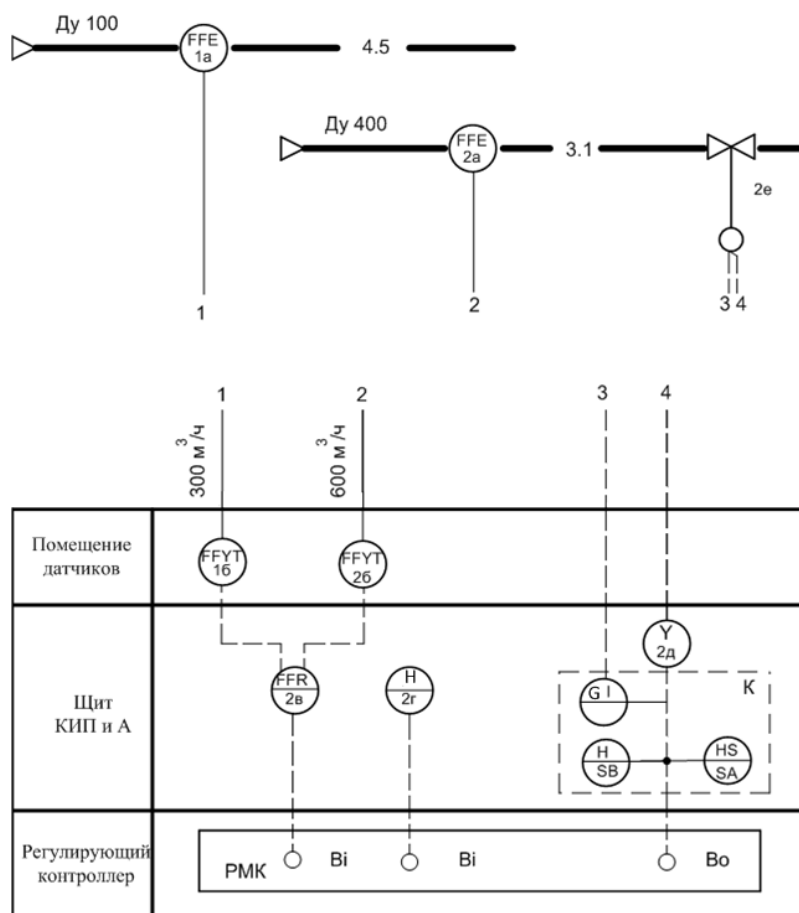 Ду 100
FFE
1а
4.5
Ду 400
FFE
2а
3.1
2е
1
2
3 4
1
2
3
4
300 м³/ч
600 м³/ч
Помещение
датчиков
FFYT
1б
FFYT
2б
Щит
КИП и А
FFR
2в
H
2г
Y
2д
К
G I
H
SB
HS
SA
Регулирующий
контроллер
РМК
Bi
Bi
Bo